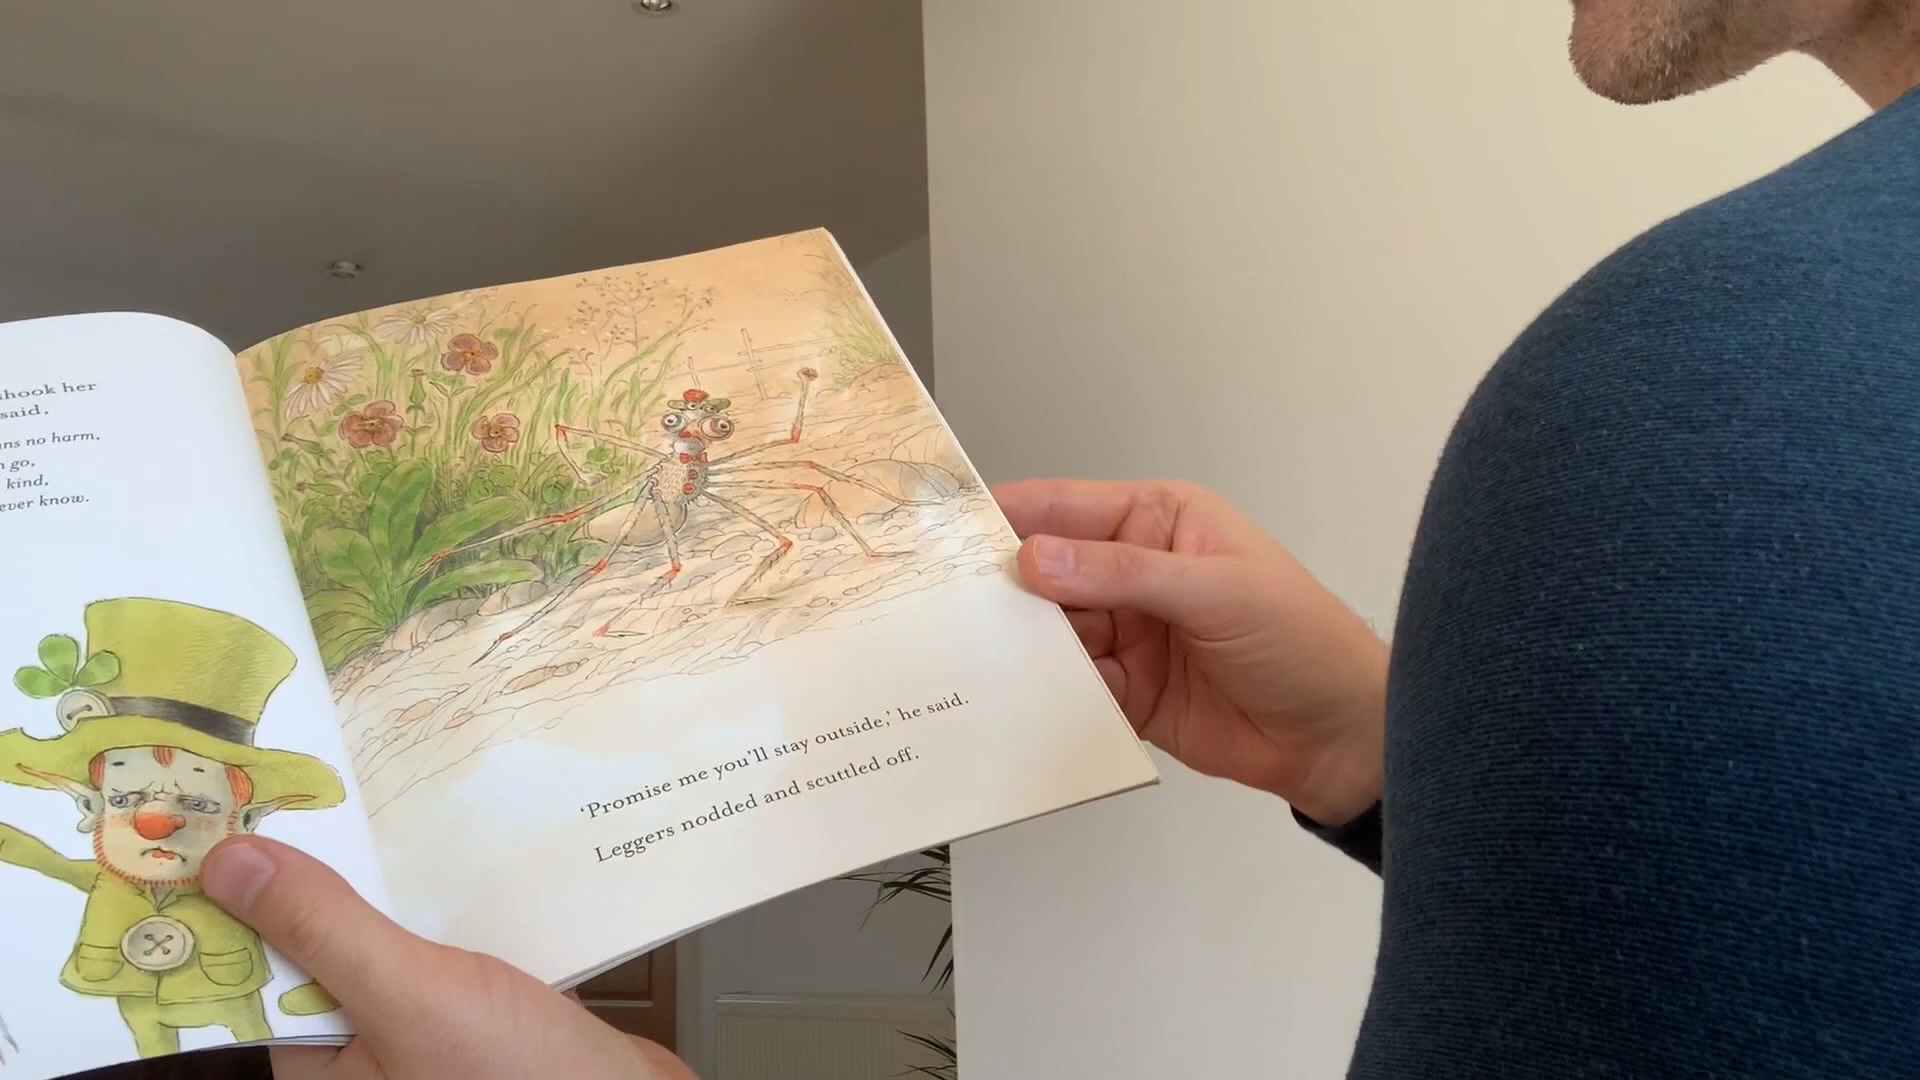 shook her
said.
ns no harm,
go,
kind,
ever know.
‘Promise me you’ll stay outside,’ he said.
Leggers nodded and scuttled off.